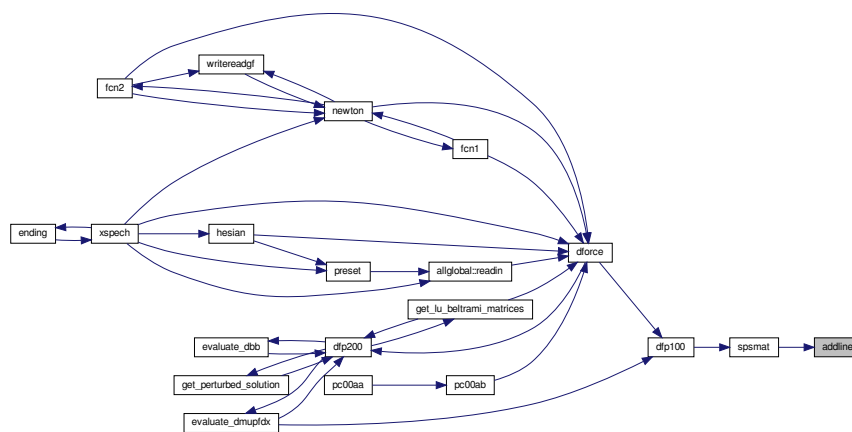 writereadgf
fcn2
newton
fcn1
ending
xspech
hesian
dforce
preset
allglobal::readin
get_lu_beltrami_matrices
evaluate_dbb
dfp200
dfp100
spsmat
addline
get_perturbed_solution
pc00aa
pc00ab
evaluate_dmupfdx